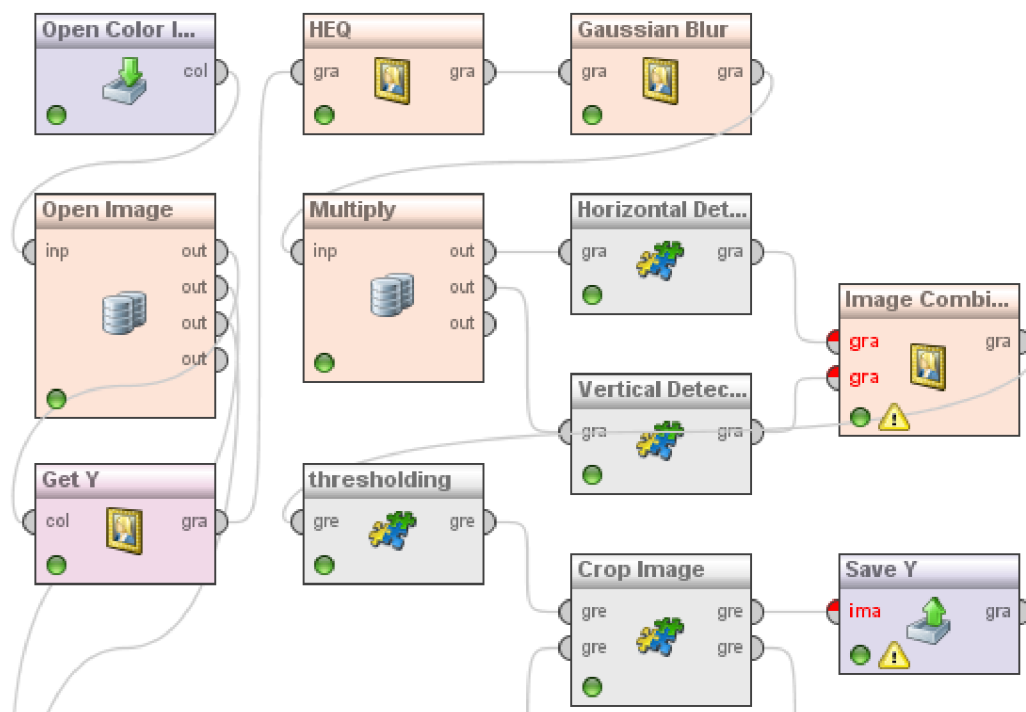 Open Color I...
col
HEQ
gra gra
Gaussian Blur
gra gra
Open Image
inp out
out
out
out
Multiply
inp out
out
out
Horizontal Det...
gra gra
Vertical Detec...
gra gra
Image Combi...
gra gra
gra
Get Y
col gra
thresholding
gre gre
Crop Image
gre gre
gre gre
Save Y
ima gra